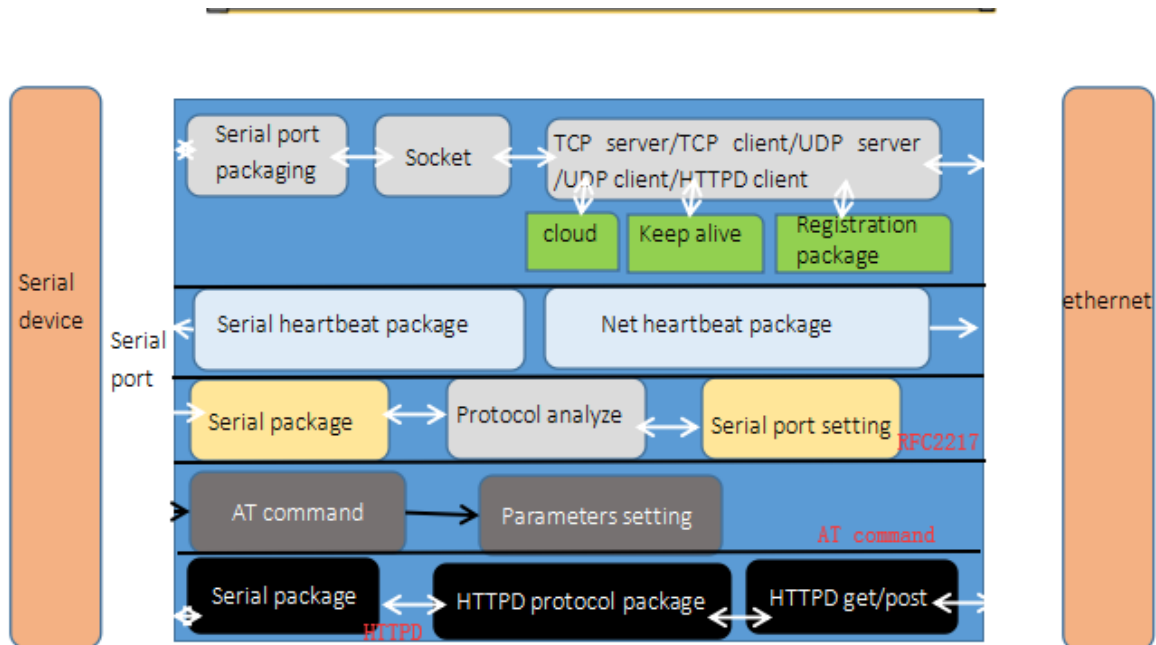 Serial
device
Serial
port
Serial port
packaging
Socket
TCP server/TCP client/UDP server
/UDP client/HTTPD client
cloud
Keep alive
Registration
package
Serial heartbeat package
Net heartbeat package
Serial package
Protocol analyze
Serial port setting
RFC2217
AT command
Parameters setting
AT command
Serial package
HTTPD protocol package
HTTPD get/post
HTTPD
ethernet